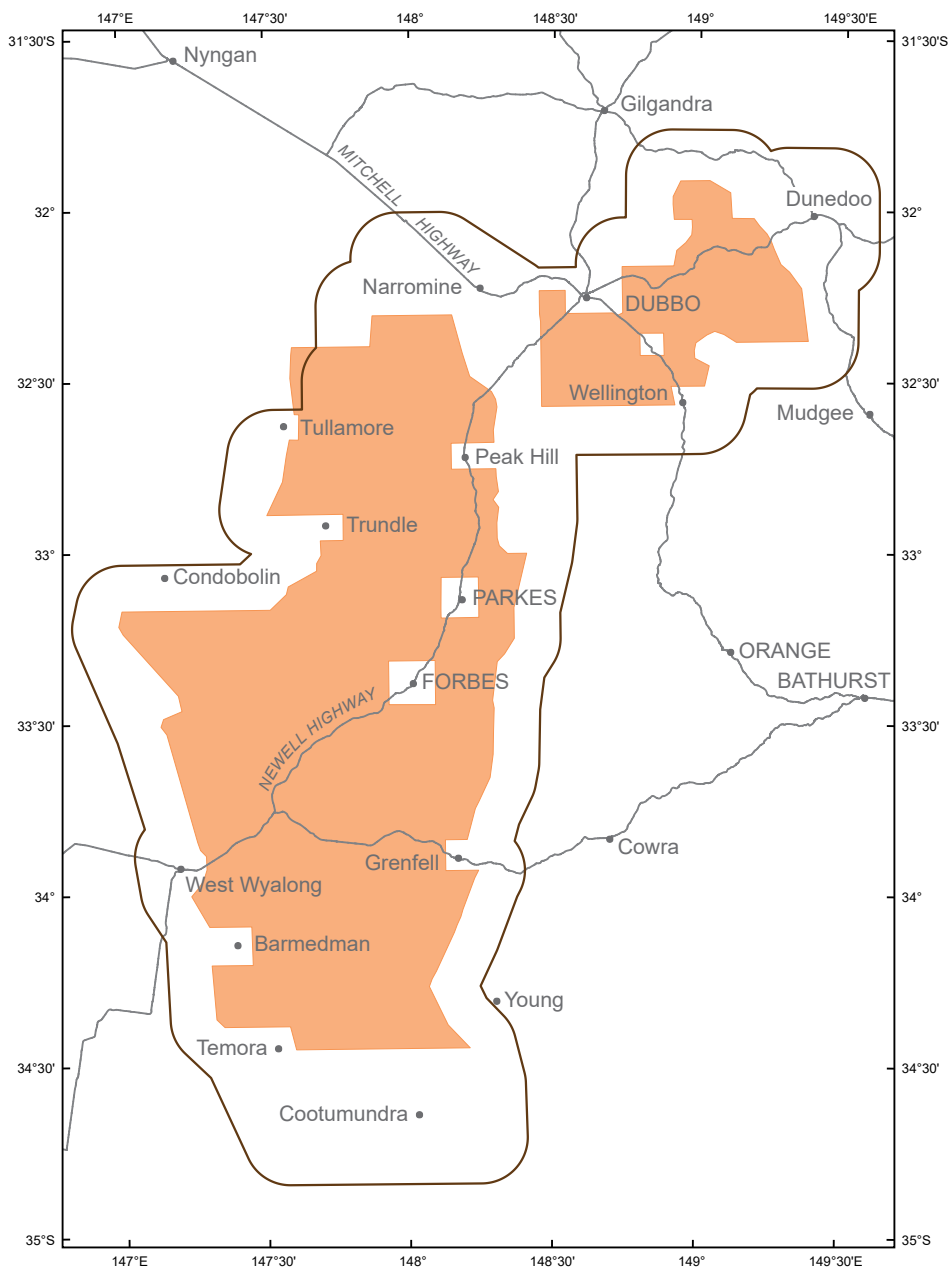 147°E 147°30' 148° 148°30' 149° 149°30'E
31°30'S 31°30'S
Nyngan
Gilgandra
MITCHELL HIGHWAY
Dunedoo
32° 32°
Narromine
DUBBO
32°30' 32°30'
Wellington
Mudgee
Tullamore
Peak Hill
Trundle
33° 33°
Condobolin
PARKES
ORANGE
FORBES
BATHURST
33°30' 33°30'
NEWELL HIGHWAY
Cowra
Grenfell
West Wyalong
34° 34°
Barmedman
Young
Temora
34°30' 34°30'
Cootumundra
35°S 35°S
147°E 147°30' 148° 148°30' 149° 149°30'E